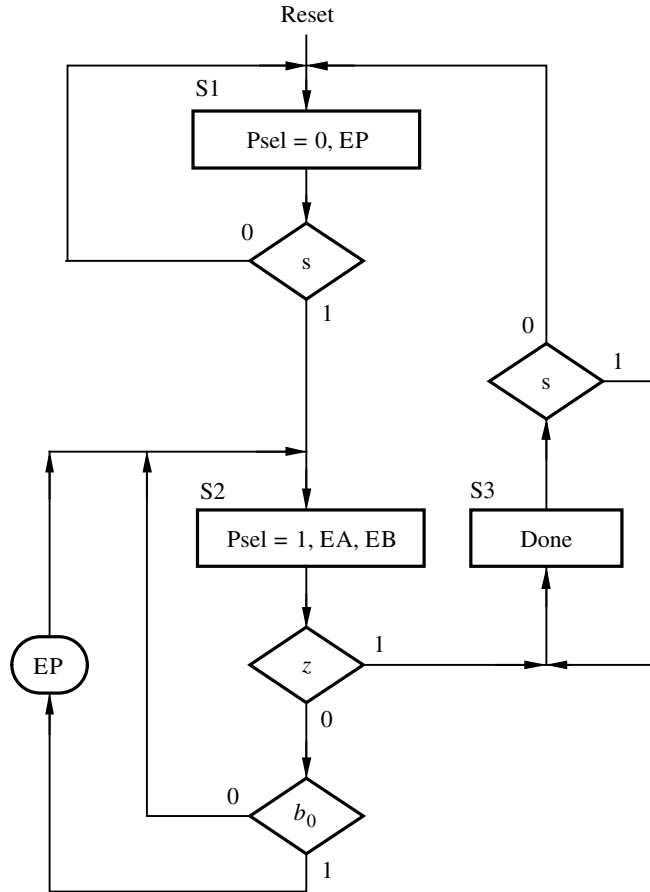 Reset
S1
Psel = 0, EP
0
s
1
0
1
s
S2
S3
Psel = 1, EA, EB
Done
1
EP
z
0
0
b0
1